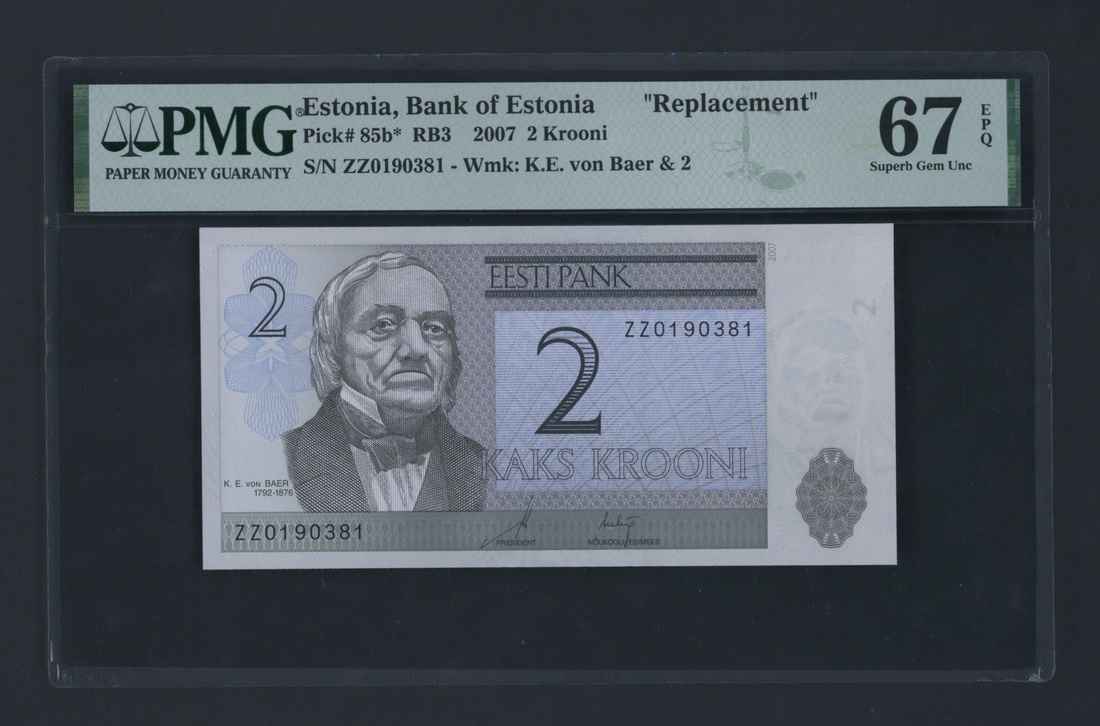 PMG®
PAPER MONEY GUARANTY
Estonia, Bank of Estonia "Replacement"
Pick# 85b* RB3 2007 2 Krooni
S/N ZZ0190381 - Wmk: K.E. von Baer & 2
67
EPQ
Superb Gem Unc
2
EESTI PANK
2007
ZZ0190381
2
2
KAKS KROONI
K. E. VON BAER
1792-1876
ZZ0190381
PRESIDENT
NÕUKOGU ESIMEES